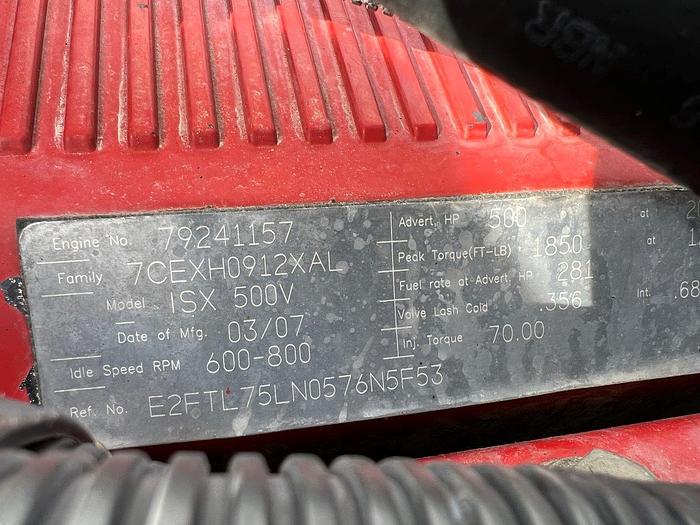 NBR
Engine No. 79241157
Family 7CEXH0912XAL
Model ISX 500V
Date of Mfg. 03/07
Idle Speed RPM 600-800
Ref. No. E2FTL75LN0576N5F53
Advert. HP 500 at
Peak Torque(FT-LB) 1850 at
Fuel rate at Advert. HP 281
Valve Lash Cold .356 Int. .68
Inj. Torque 70.00